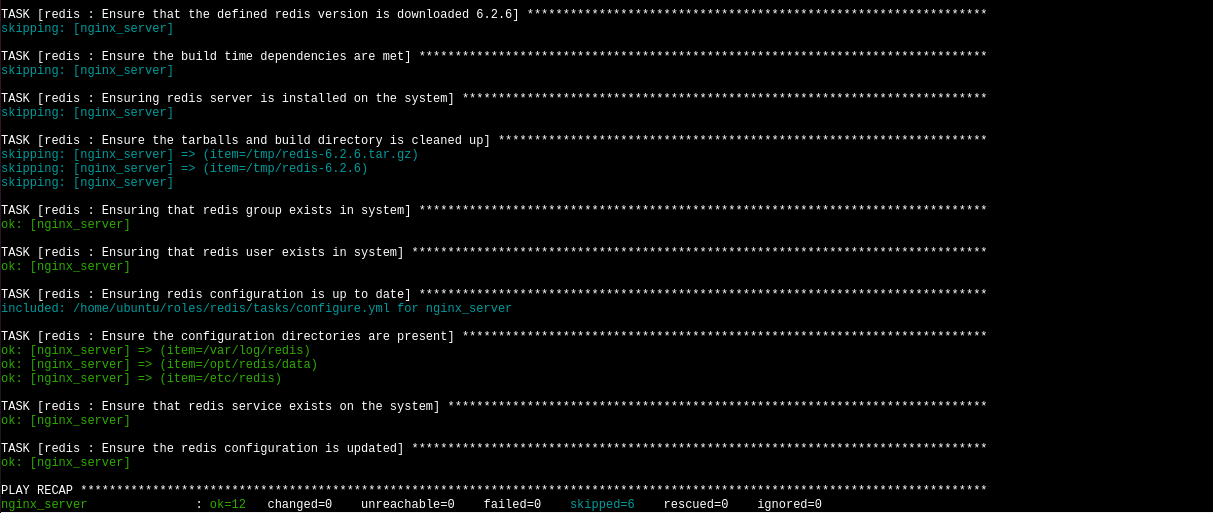 TASK [redis : Ensure that the defined redis version is downloaded 6.2.6] ****************************************************************
skipping: [nginx_server]
TASK [redis : Ensure the build time dependencies are met] *******************************************************************************
skipping: [nginx_server]
TASK [redis : Ensuring redis server is installed on the system] *************************************************************************
skipping: [nginx_server]
TASK [redis : Ensure the tarballs and build directory is cleaned up] ********************************************************************
skipping: [nginx_server] => (item=/tmp/redis-6.2.6.tar.gz)
skipping: [nginx_server] => (item=/tmp/redis-6.2.6)
skipping: [nginx_server]
TASK [redis : Ensuring that redis group exists in system] *******************************************************************************
ok: [nginx_server]
TASK [redis : Ensuring that redis user exists in system] ********************************************************************************
ok: [nginx_server]
TASK [redis : Ensuring redis configuration is up to date] *******************************************************************************
included: /home/ubuntu/roles/redis/tasks/configure.yml for nginx_server
TASK [redis : Ensure the configuration directories are present] *************************************************************************
ok: [nginx_server] => (item=/var/log/redis)
ok: [nginx_server] => (item=/opt/redis/data)
ok: [nginx_server] => (item=/etc/redis)
TASK [redis : Ensure that redis service exists on the system] ***************************************************************************
ok: [nginx_server]
TASK [redis : Ensure the redis configuration is updated] ********************************************************************************
ok: [nginx_server]
PLAY RECAP ******************************************************************************************************************************
nginx_server               : ok=12   changed=0    unreachable=0    failed=0    skipped=6    rescued=0    ignored=0